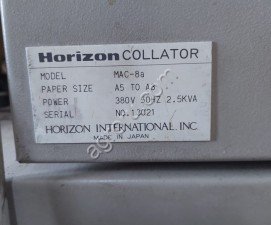 Horizon COLLATOR
MODEL MAC-8a
PAPER SIZE A5 TO A3
POWER 380V 50HZ 2.5KVA
SERIAL NO.13021
HORIZON INTERNATIONAL INC
MADE IN JAPAN